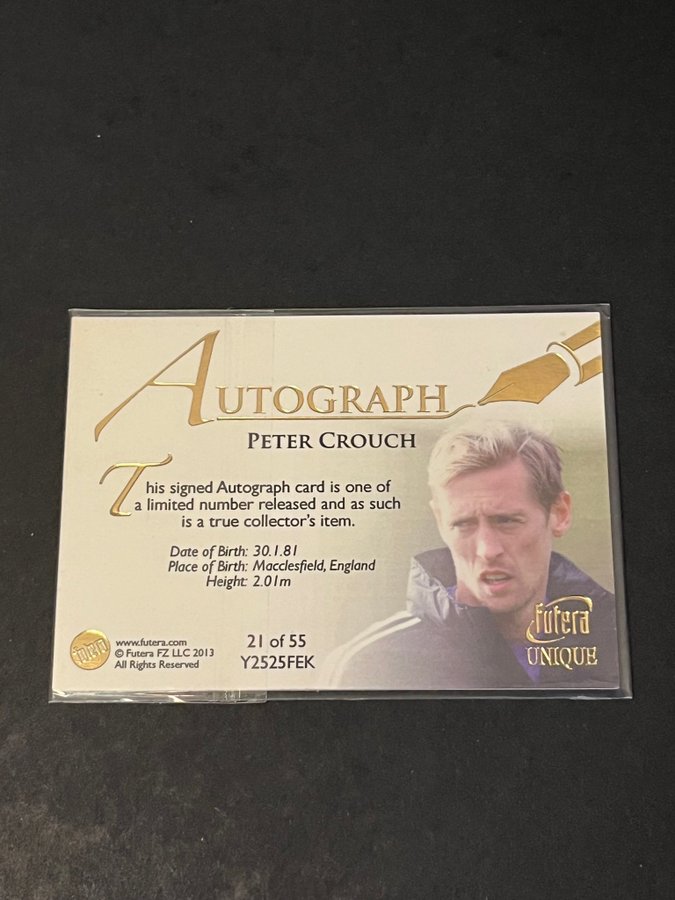 AUTOGRAPH
PETER CROUCH
This signed Autograph card is one of
a limited number released and as such
is a true collector's item.
Date of Birth: 30.1.81
Place of Birth: Macclesfield, England
Height: 2.01m
futera
www.futera.com
© Futera FZ LLC 2013
All Rights Reserved
21 of 55
Y2525FEK
futera
UNIQUE